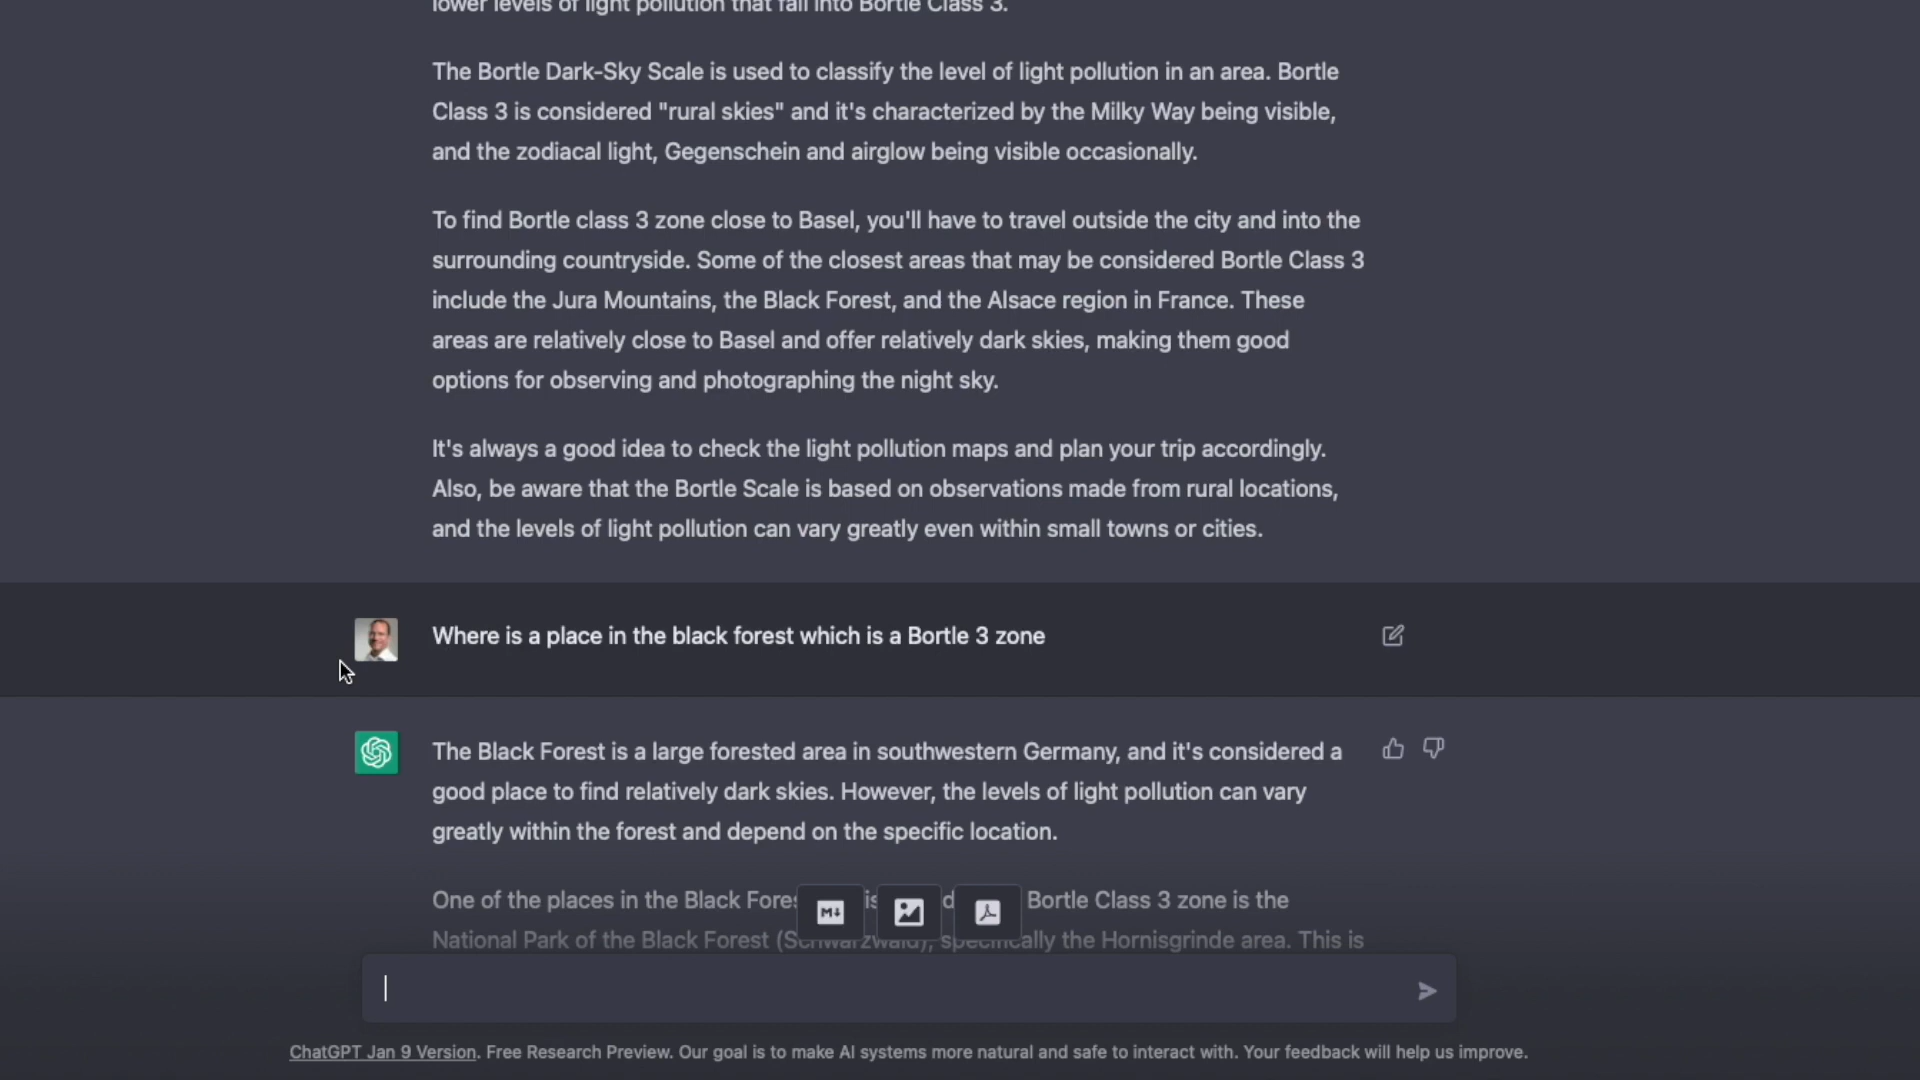 lower levels of light pollution that fall into Bortle Class 3.
The Bortle Dark-Sky Scale is used to classify the level of light pollution in an area. Bortle
Class 3 is considered "rural skies" and it's characterized by the Milky Way being visible,
and the zodiacal light, Gegenschein and airglow being visible occasionally.
To find Bortle class 3 zone close to Basel, you'll have to travel outside the city and into the
surrounding countryside. Some of the closest areas that may be considered Bortle Class 3
include the Jura Mountains, the Black Forest, and the Alsace region in France. These
areas are relatively close to Basel and offer relatively dark skies, making them good
options for observing and photographing the night sky.
It's always a good idea to check the light pollution maps and plan your trip accordingly.
Also, be aware that the Bortle Scale is based on observations made from rural locations,
and the levels of light pollution can vary greatly even within small towns or cities.
Where is a place in the black forest which is a Bortle 3 zone
The Black Forest is a large forested area in southwestern Germany, and it's considered a
good place to find relatively dark skies. However, the levels of light pollution can vary
greatly within the forest and depend on the specific location.
One of the places in the Black Bortle Class 3 zone is the
M↓
National Park of the Black Forest (Schwarzwald), specifically the Hornisgrinde area. This is
ChatGPT Jan 9 Version. Free Research Preview. Our goal is to make AI systems more natural and safe to interact with. Your feedback will help us improve.